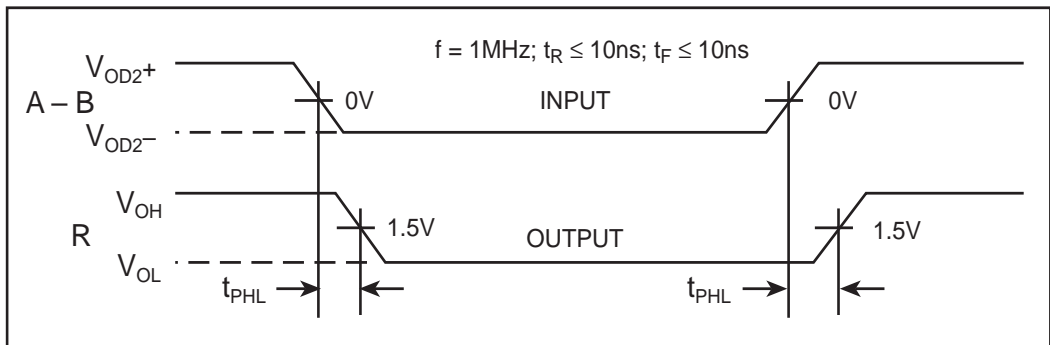 f = 1MHz; tR ≤ 10ns; tF ≤ 10ns
VOD2+
A – B
0V
INPUT
0V
VOD2–
VOH
R
1.5V
OUTPUT
1.5V
VOL
tPHL
tPHL